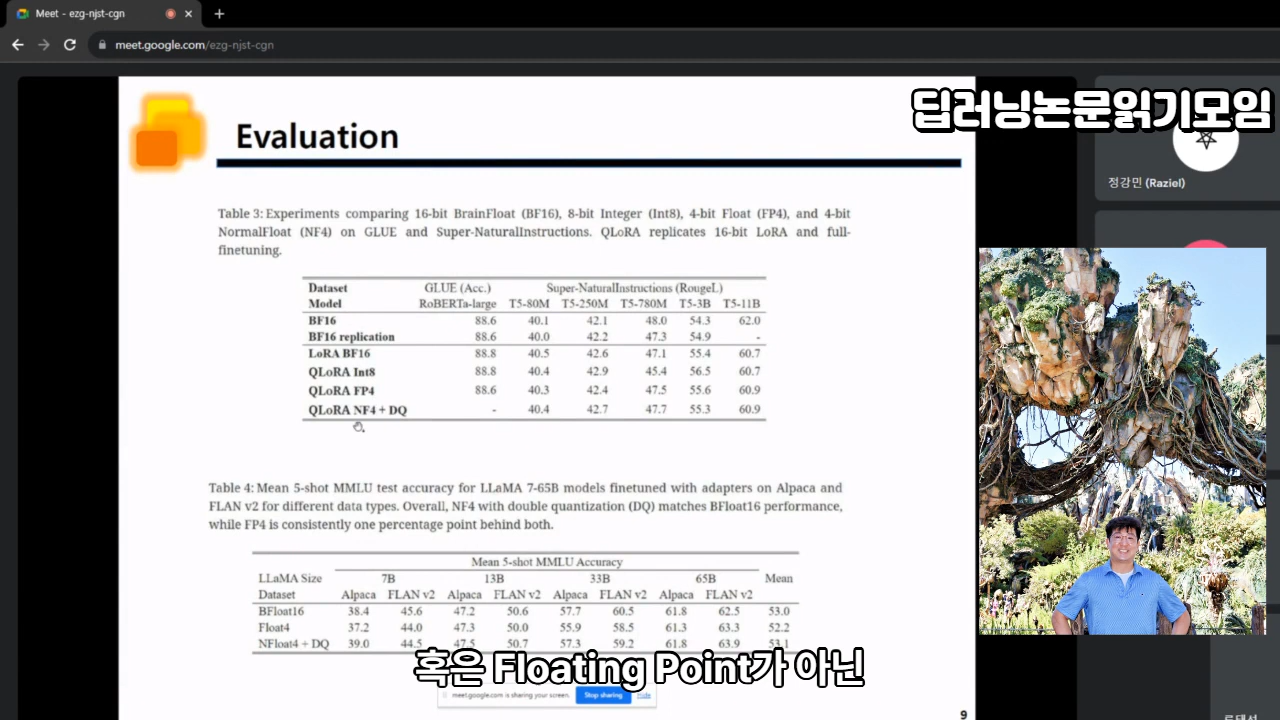 Meet - ezg-njst-cgn
meet.google.com/ezg-njst-cgn
딥러닝논문읽기모임
정강민 (Raziel)
Evaluation
Table 3: Experiments comparing 16-bit BrainFloat (BF16), 8-bit Integer (Int8), 4-bit Float (FP4), and 4-bit
NormalFloat (NF4) on GLUE and Super-NaturalInstructions. QLoRA replicates 16-bit LoRA and full-
finetuning.
Dataset GLUE (Acc.) Super-NaturalInstructions (RougeL)
Model RoBERTa-large T5-80M T5-250M T5-780M T5-3B T5-11B
BF16 88.6 40.1 42.1 48.0 54.3 62.0
BF16 replication 88.6 40.0 42.2 47.3 54.9 -
LoRA BF16 88.8 40.5 42.6 47.1 55.4 60.7
QLoRA Int8 88.8 40.4 42.9 45.4 56.5 60.7
QLoRA FP4 88.6 40.3 42.4 47.5 55.6 60.9
QLoRA NF4 + DQ - 40.4 42.7 47.7 55.3 60.9
Table 4: Mean 5-shot MMLU test accuracy for LLaMA 7-65B models finetuned with adapters on Alpaca and
FLAN v2 for different data types. Overall, NF4 with double quantization (DQ) matches BFloat16 performance,
while FP4 is consistently one percentage point behind both.
Mean 5-shot MMLU Accuracy
LLaMA Size 7B 13B 33B 65B Mean
Dataset Alpaca FLAN v2 Alpaca FLAN v2 Alpaca FLAN v2 Alpaca FLAN v2
BFloat16 38.4 45.6 47.2 50.6 57.7 60.5 61.8 62.5 53.0
Float4 37.2 44.0 47.3 50.0 55.9 58.5 61.3 63.3 52.2
NFloat4 + DQ 39.0 44.5 47.5 50.7 57.3 59.2 61.8 63.9 53.1
혹은 Floating Point가 아닌
meet.google.com is sharing your screen. Stop sharing Hide
9